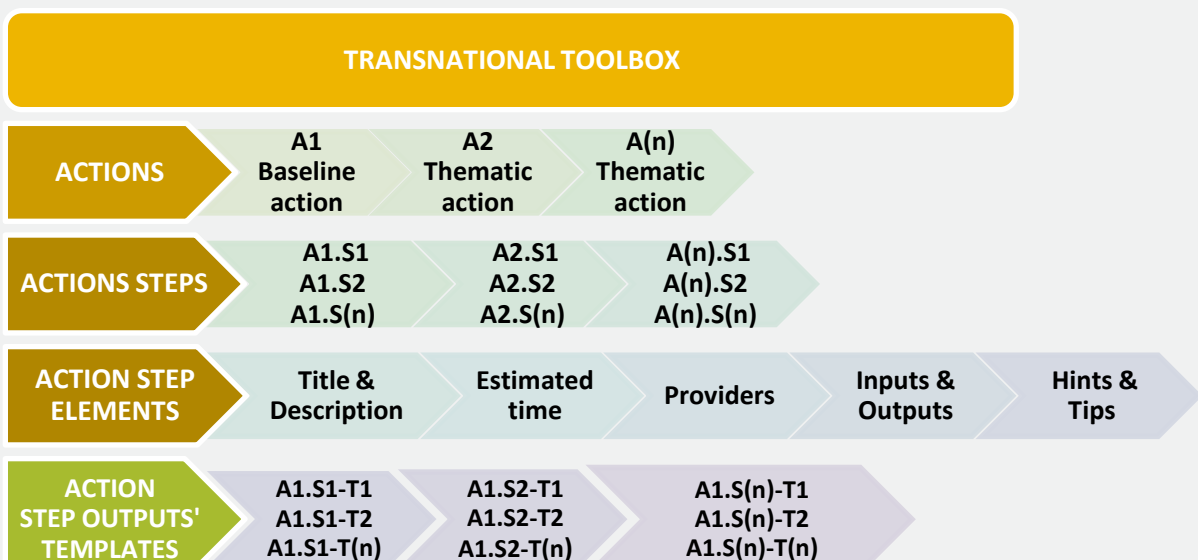 TRANSNATIONAL TOOLBOX
ACTIONS
A1
Baseline
action
A2
Thematic
action
A(n)
Thematic
action
ACTIONS STEPS
A1.S1
A1.S2
A1.S(n)
A2.S1
A2.S2
A2.S(n)
A(n).S1
A(n).S2
A(n).S(n)
ACTION STEP
ELEMENTS
Title &
Description
Estimated
time
Providers
Inputs &
Outputs
Hints &
Tips
ACTION
STEP OUTPUTS'
TEMPLATES
A1.S1-T1
A1.S1-T2
A1.S1-T(n)
A1.S2-T1
A1.S2-T2
A1.S2-T(n)
A1.S(n)-T1
A1.S(n)-T2
A1.S(n)-T(n)